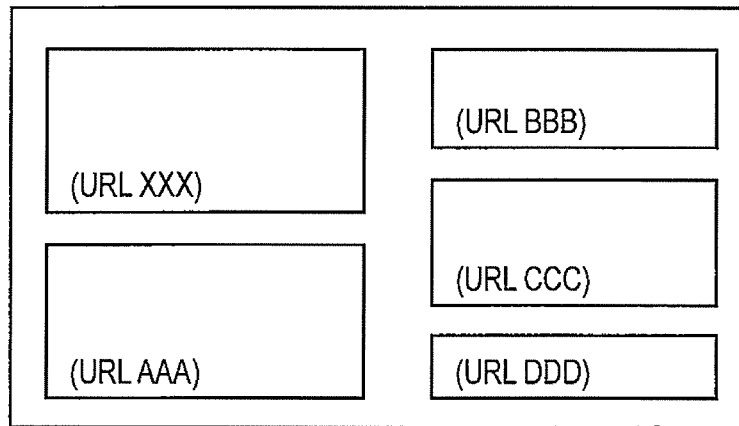 (URL XXX)
(URL AAA)
(URL BBB)
(URL CCC)
(URL DDD)